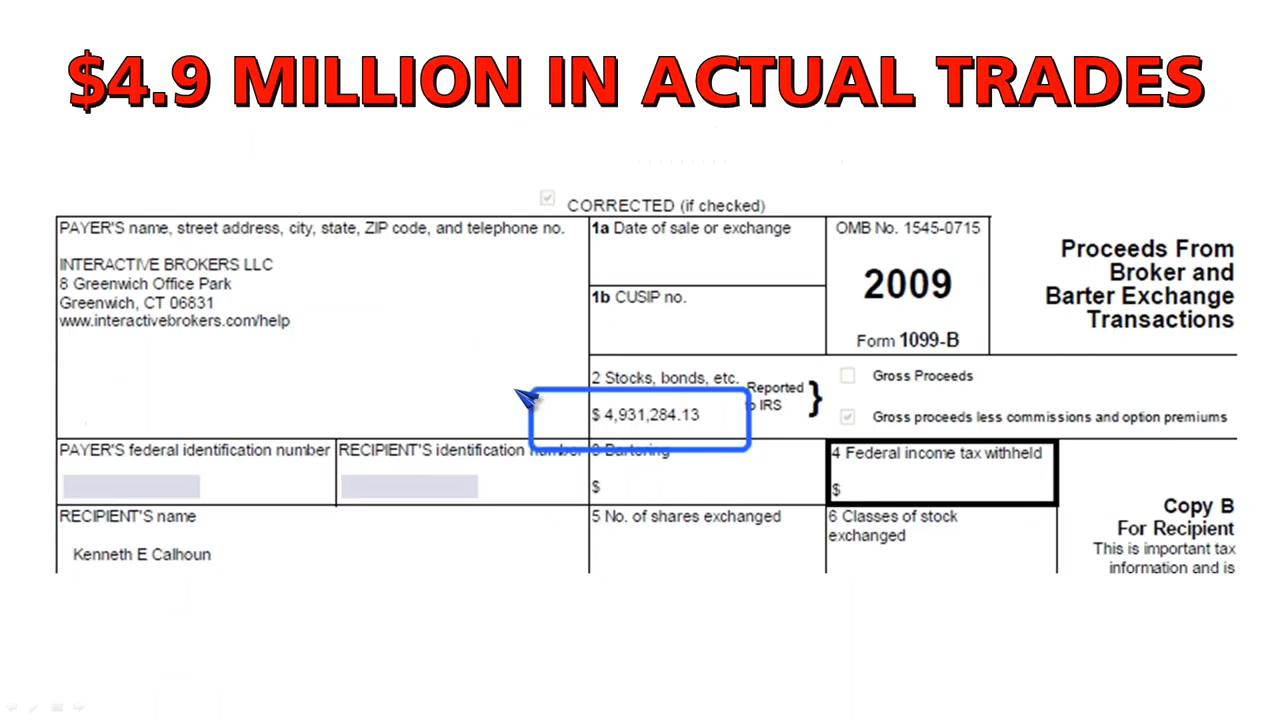 $4.9 MILLION IN ACTUAL TRADES
CORRECTED (if checked)
PAYER'S name, street address, city, state, ZIP code, and telephone no.
INTERACTIVE BROKERS LLC
8 Greenwich Office Park
Greenwich, CT 06831
www.interactivebrokers.com/help
1a Date of sale or exchange
1b CUSIP no.
OMB No. 1545-0715
2009
Form 1099-B
Proceeds From
Broker and
Barter Exchange
Transactions
2 Stocks, bonds, etc.
$ 4,931,284.13
Reported
to IRS
}
Gross Proceeds
Gross proceeds less commissions and option premiums
PAYER'S federal identification number
RECIPIENT'S identification number
3 Bartering
$
4 Federal income tax withheld
$
RECIPIENT'S name
Kenneth E Calhoun
5 No. of shares exchanged
6 Classes of stock
exchanged
Copy B
For Recipient
This is important tax
information and is